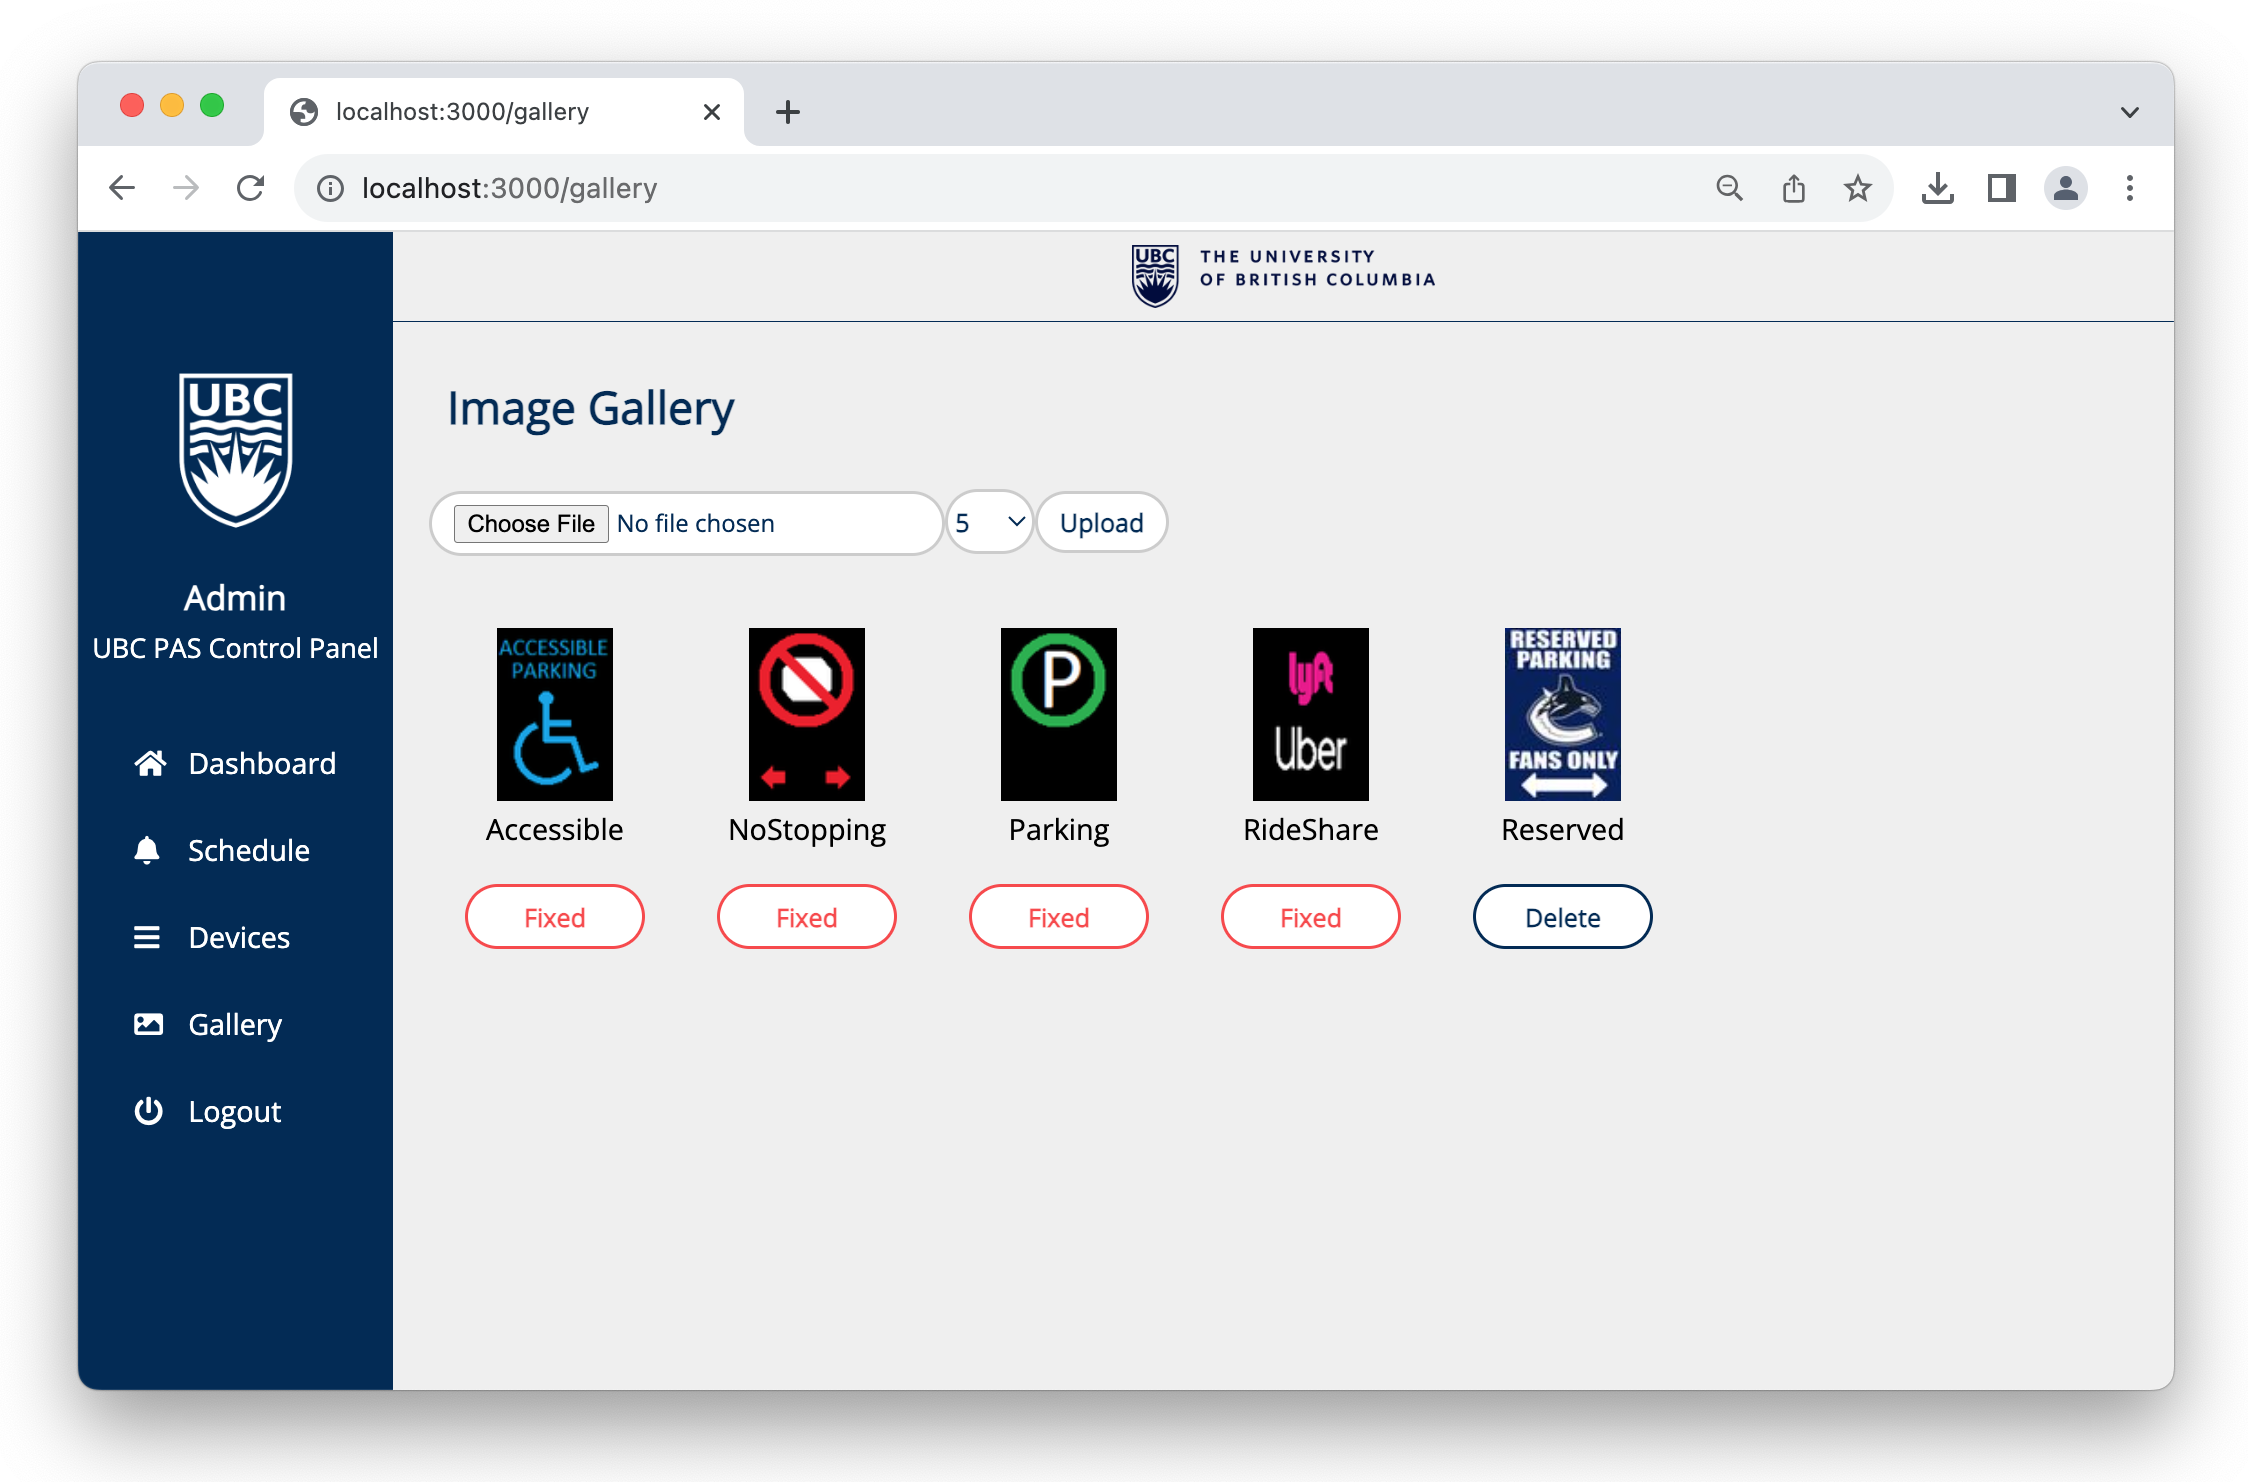 localhost:3000/gallery
localhost:3000/gallery
UBC
THE UNIVERSITY
OF BRITISH COLUMBIA
UBC
Admin
UBC PAS Control Panel
Dashboard
Schedule
Devices
Gallery
Logout
Image Gallery
Choose File No file chosen 5 Upload
ACCESSIBLE
PARKING
P
lyft
Uber
RESERVED
PARKING
FANS ONLY
Accessible NoStopping Parking RideShare Reserved
Fixed Fixed Fixed Fixed Delete